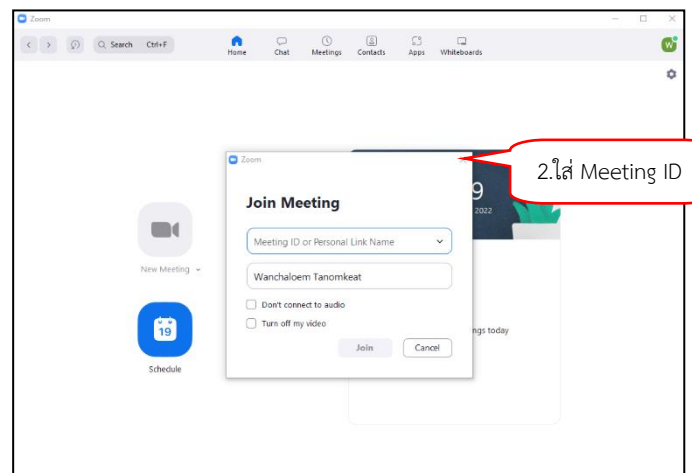 Zoom
Search Ctrl+F
Home Chat Meetings Contacts Apps Whiteboards
W
Zoom
2.ใส่ Meeting ID
9
2022
Join Meeting
Meeting ID or Personal Link Name
New Meeting
Wanchaloem Tanomkeat
Don't connect to audio
Turn off my video
19
ngs today
Join Cancel
Schedule